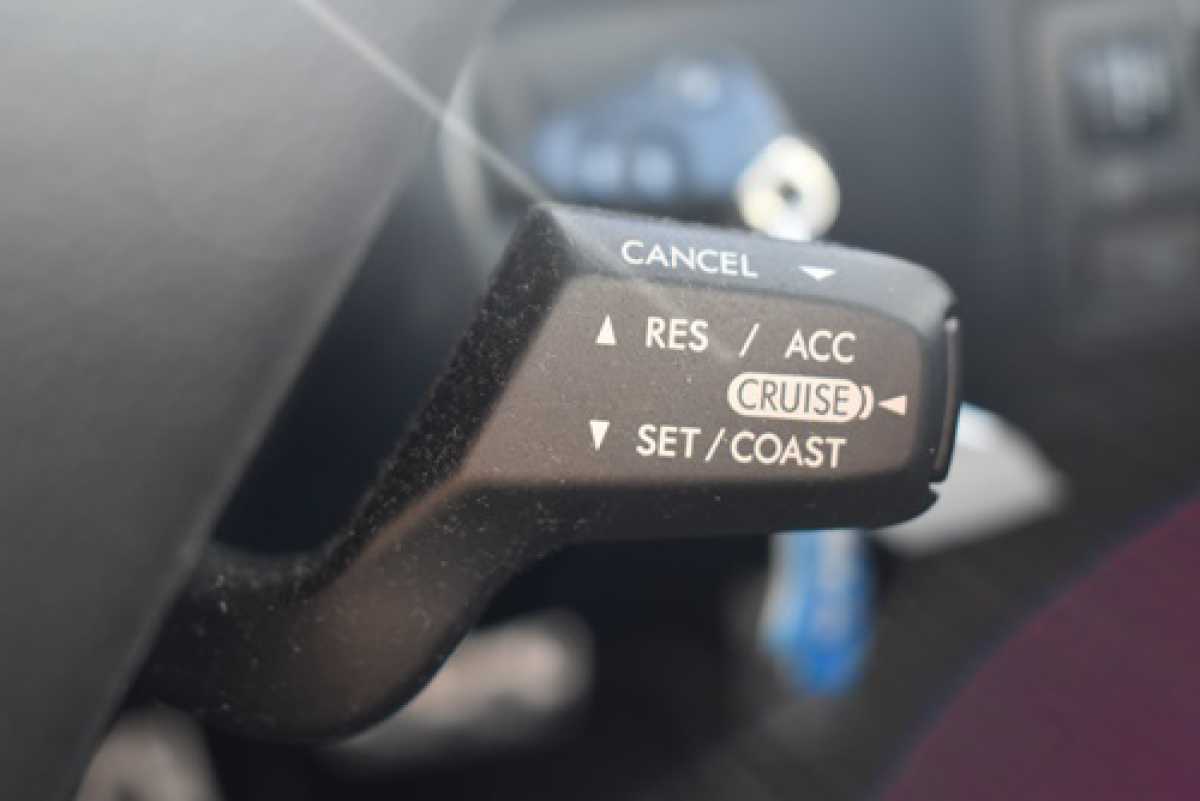 CANCEL
RES / ACC
CRUISE
SET / COAST